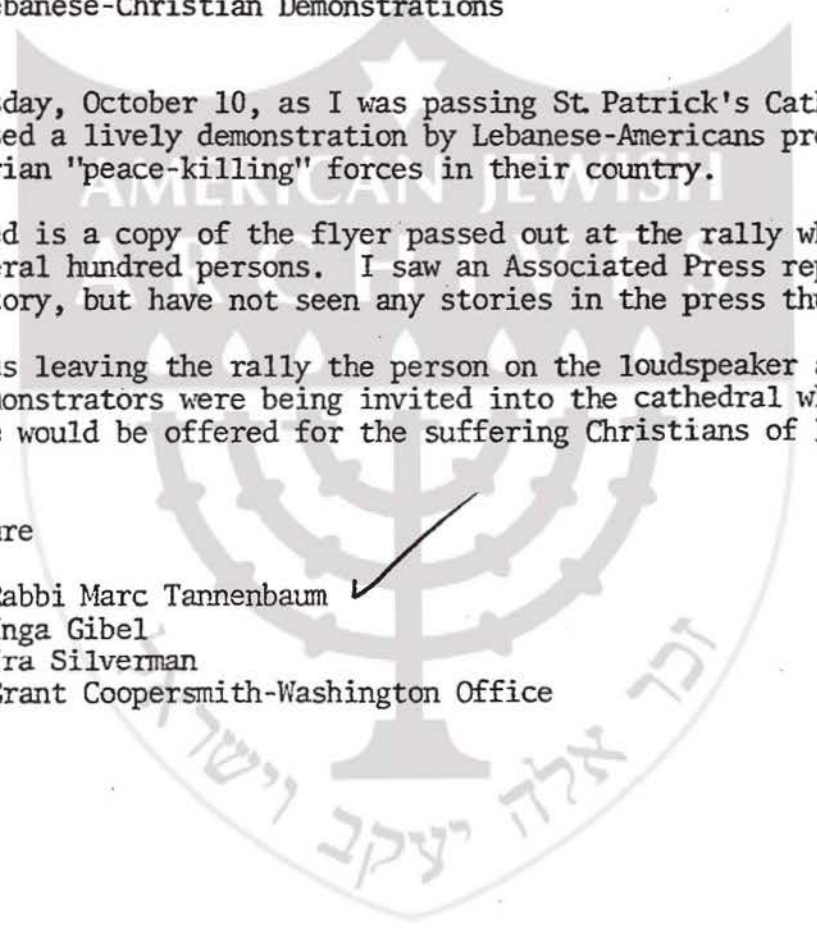 ebanese-Christian Demonstrations
sday, October 10, as I was passing St. Patrick's Cat
sed a lively demonstration by Lebanese-Americans pr
rian "peace-killing" forces in their country.
AMERICAN JEWISH
ARCHIVES
d is a copy of the flyer passed out at the rally w
eral hundred persons. I saw an Associated Press re
tory, but have not seen any stories in the press th
s leaving the rally the person on the loudspeaker
monstrators were being invited into the cathedral w
e would be offered for the suffering Christians of
ure
Rabbi Marc Tannenbaum
Inga Gibel
Ira Silverman
Grant Coopersmith-Washington Office
זכר אלה יעקב וישראל